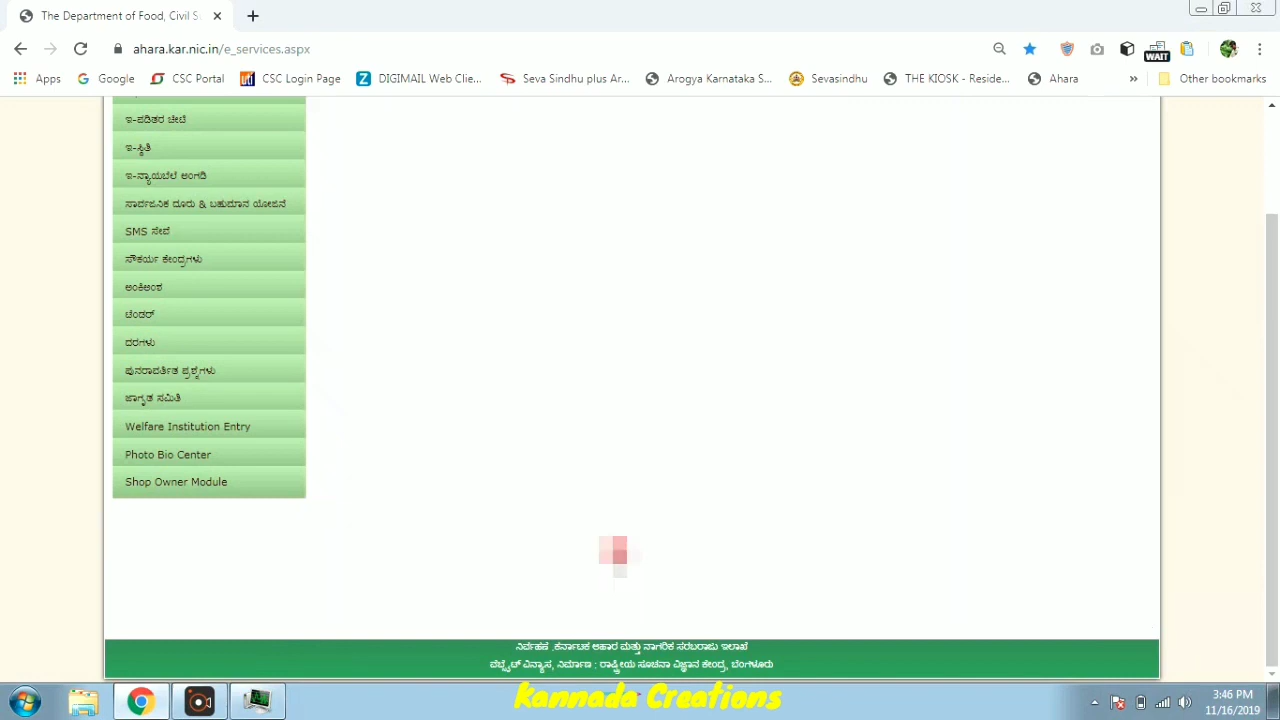 The Department of Food, Civil S
ahara.kar.nic.in/e_services.aspx
WAIT
Apps
Google
CSC Portal
CSC Login Page
DIGIMAIL Web Clie...
Seva Sindhu plus Ar...
Arogya Karnataka S...
Sevasindhu
THE KIOSK - Reside...
Ahara
»
Other bookmarks
ಇ-ಪಡಿತರ ಚೀಟಿ
ಇ-ಸ್ಥಿತಿ
ಇ-ನ್ಯಾಯಬೆಲೆ ಅಂಗಡಿ
ಸಾರ್ವಜನಿಕ ದೂರು & ಬಹುಮಾನ ಯೋಜನೆ
SMS ಸೇವೆ
ಸೌಕರ್ಯ ಕೇಂದ್ರಗಳು
ಅಂಕಿಅಂಶ
ಟೆಂಡರ್
ದರಗಳು
ಪುನರಾವರ್ತಿತ ಪ್ರಶ್ನೆಗಳು
ಜಾಗೃತ ಸಮಿತಿ
Welfare Institution Entry
Photo Bio Center
Shop Owner Module
ನಿರ್ವಹಣೆ .ಕರ್ನಾಟಕ ಆಹಾರ ಮತ್ತು ನಾಗರಿಕ ಸರಬರಾಜು ಇಲಾಖೆ
ವೆಬ್ಸೈಟ್ ವಿನ್ಯಾಸ, ನಿರ್ಮಾಣ : ರಾಷ್ಟ್ರೀಯ ಸೂಚನಾ ವಿಜ್ಞಾನ ಕೇಂದ್ರ, ಬೆಂಗಳೂರು
Kannada Creations
3:46 PM
11/16/2019